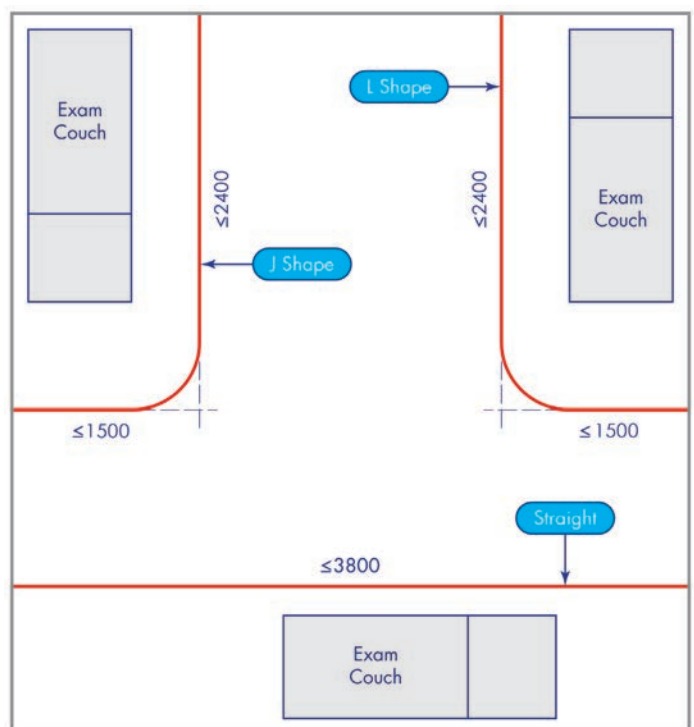 L Shape
Exam
Couch
≤2400
≤2400
Exam
Couch
J Shape
≤1500
≤1500
Straight
≤3800
Exam
Couch